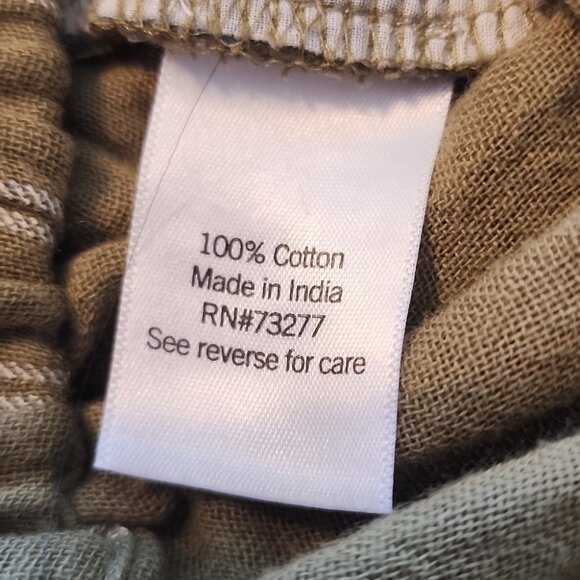 100% Cotton
Made in India
RN#73277
See reverse for care